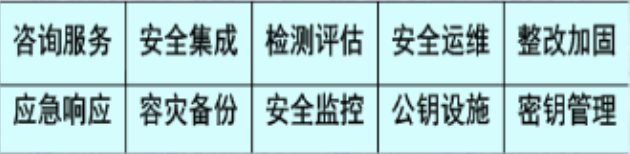 咨询服务 安全集成 检测评估 安全运维 整改加固
应急响应 容灾备份 安全监控 公钥设施 密钥管理